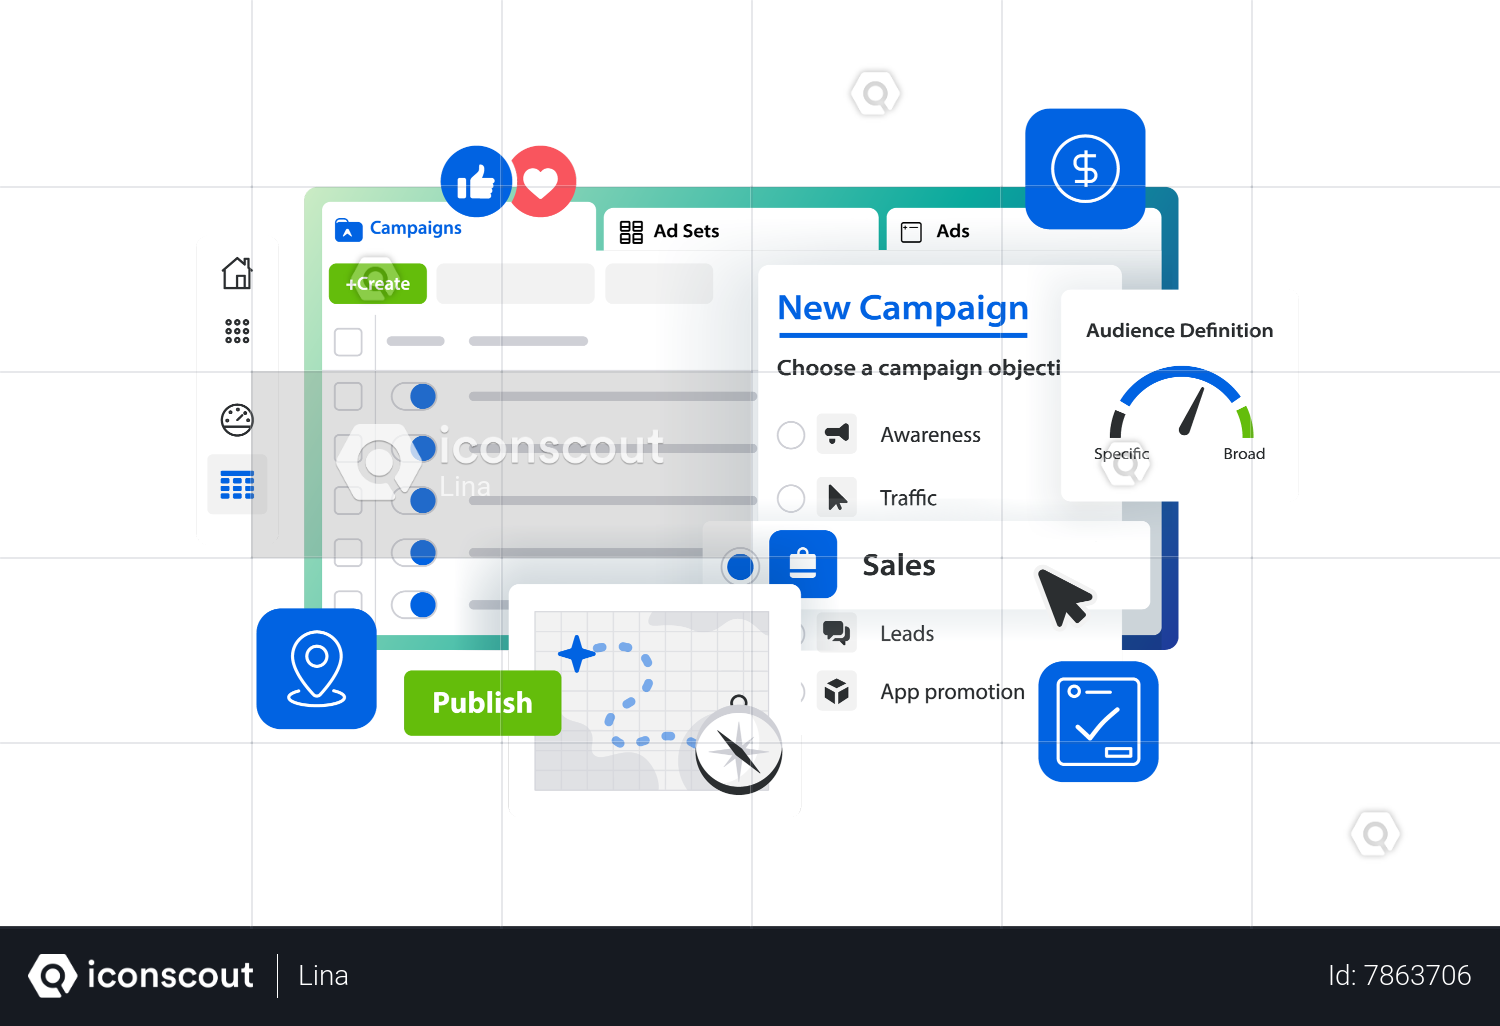 Campaigns
Ad Sets
Ads
+Create
New Campaign
Choose a campaign objecti
Awareness
Traffic
Sales
Leads
App promotion
Audience Definition
Specific
Broad
iconscout
Lina
Publish
iconscout
Lina
Id: 7863706